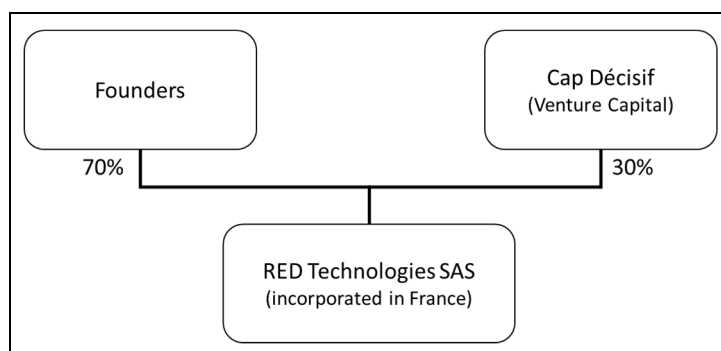 Founders
Cap Décisif
(Venture Capital)
70%
30%
RED Technologies SAS
(incorporated in France)